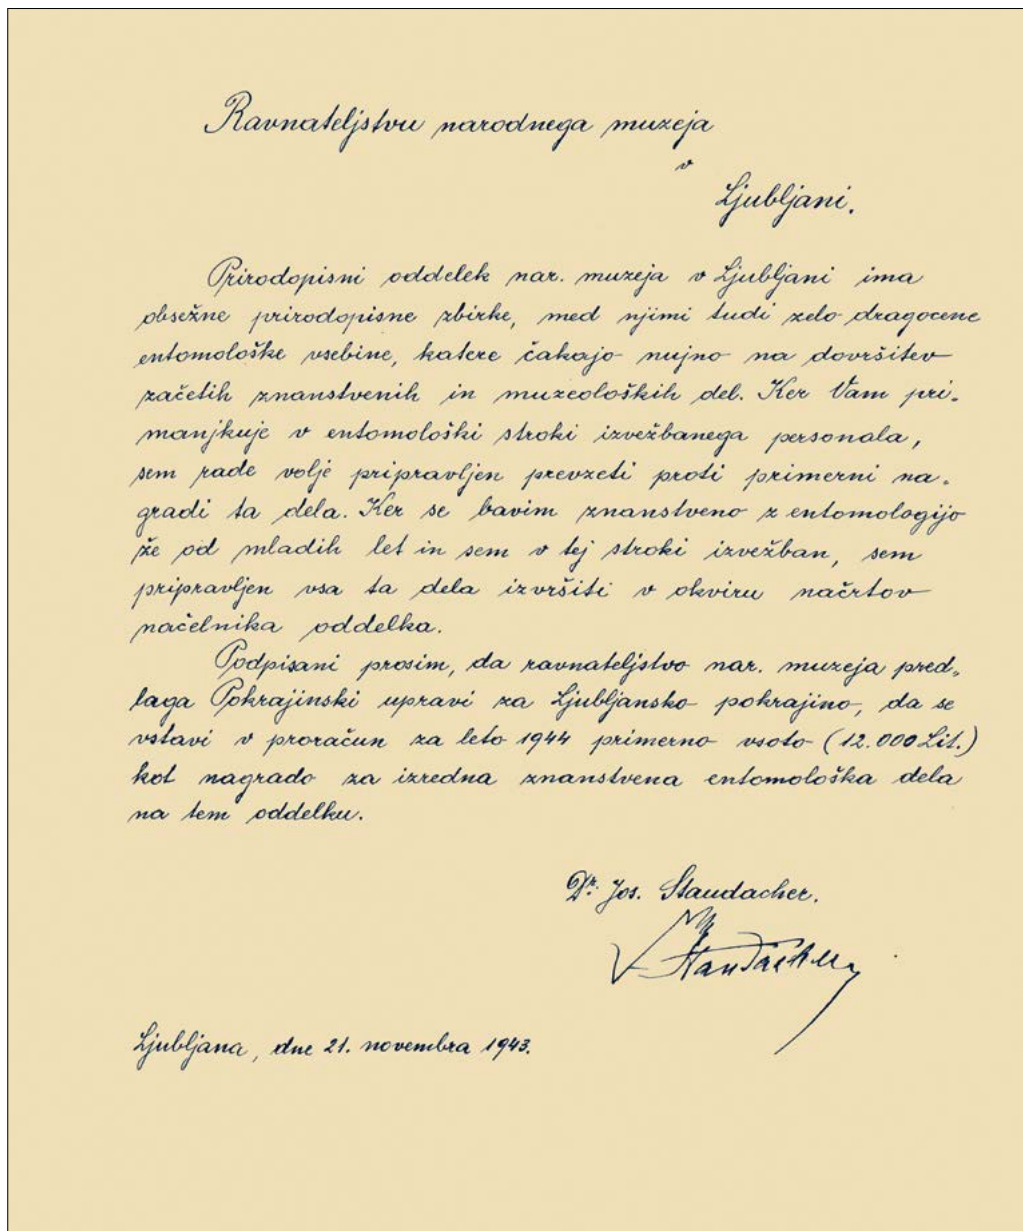 Ravnateljstvu narodnega muzeja
v
Ljubljani.
Prirodopisni oddelek nar. muzeja v Ljubljani ima
obsežne prirodopisne zbirke, med njimi tudi zelo dragocene
entomološke vsebine, katere čakajo nujno na dovršitev
začetih znanstvenih in muzeoloških del. Ker Vam pri-
manjkuje v entomološki stroki izvežbanega personala,
sem rade volje pripravljen prevzeti proti primerni na-
gradi ta dela. Ker se bavim znanstveno z entomologijo
že od mladih let in sem v tej stroki izvežban, sem
pripravljen vsa ta dela izvršiti v okviru načrtov
načelnika oddelka.
Podpisani prosim, da ravnateljstvo nar. muzeja pred-
laga Pokrajinski upravi za Ljubljansko pokrajino, da se
vstavi v proračun za leto 1944 primerno vsoto (12.000 Lit.)
kot nagrado za izredna znanstvena entomološka dela
na tem oddelku.
Dr. Jos. Staudacher.
Staudacher
Ljubljana, dne 21. novembra 1943.